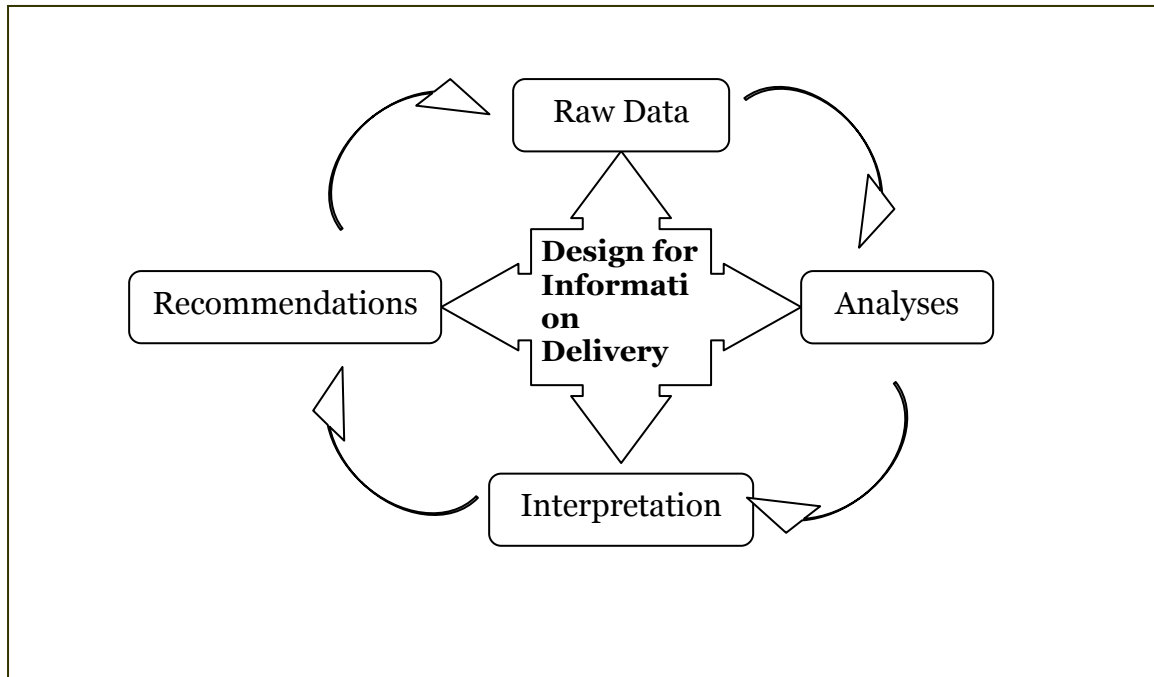 Raw Data
Design for
Informati
on
Delivery
Recommendations
Analyses
Interpretation